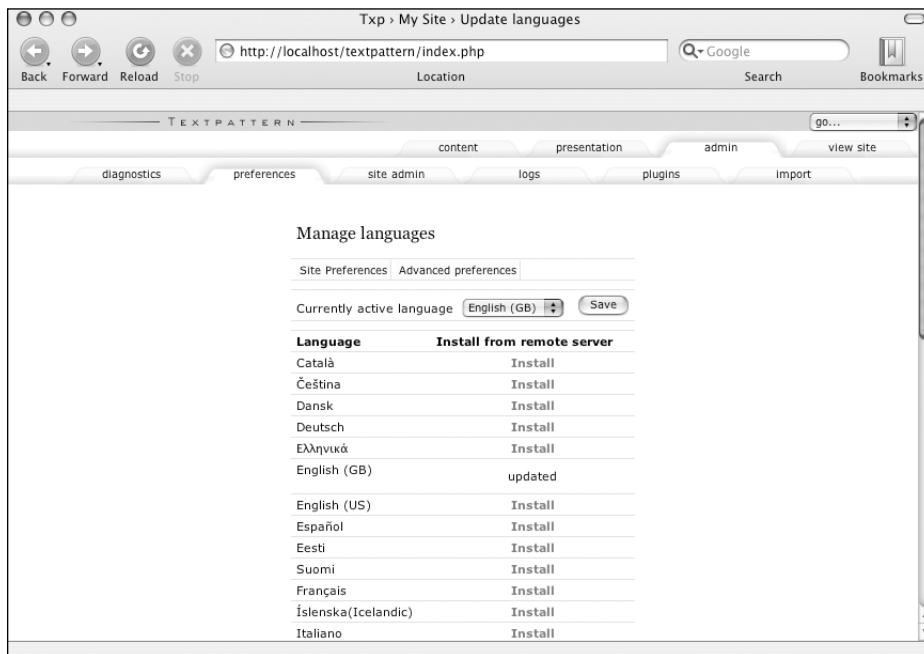 Txp › My Site › Update languages
http://localhost/textpattern/index.php
Google
Back Forward Reload Stop Location Search Bookmarks
TEXTPATTERN
go...
content presentation admin view site
diagnostics preferences site admin logs plugins import
Manage languages
Site Preferences Advanced preferences
Currently active language English (GB) Save
Language Install from remote server
Català Install
Čeština Install
Dansk Install
Deutsch Install
Ελληνικά Install
English (GB) updated
English (US) Install
Español Install
Eesti Install
Suomi Install
Français Install
Íslenska(Icelandic) Install
Italiano Install